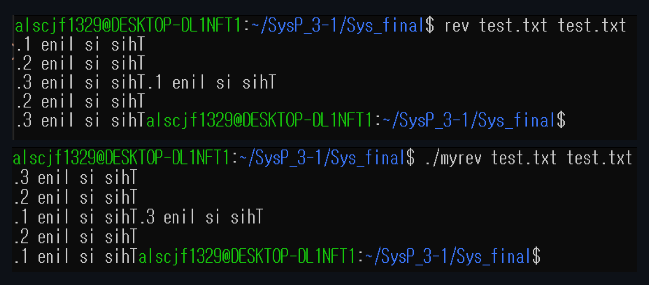 alscjf1329@DESKTOP-DL1NFT1:~/SysP_3-1/Sys_final$ rev test.txt test.txt
.1 enil si sihT
.2 enil si sihT
.3 enil si sihT.1 enil si sihT
.2 enil si sihT
.3 enil si sihTalscjf1329@DESKTOP-DL1NFT1:~/SysP_3-1/Sys_final$
alscjf1329@DESKTOP-DL1NFT1:~/SysP_3-1/Sys_final$ ./myrev test.txt test.txt
.3 enil si sihT
.2 enil si sihT
.1 enil si sihT.3 enil si sihT
.2 enil si sihT
.1 enil si sihTalscjf1329@DESKTOP-DL1NFT1:~/SysP_3-1/Sys_final$